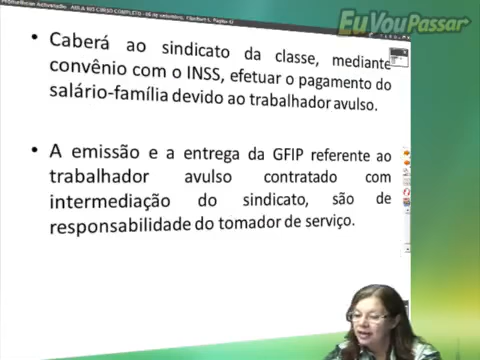 EuVouPassar
• Caberá ao sindicato da classe, mediante
convênio com o INSS, efetuar o pagamento do
salário-família devido ao trabalhador avulso.
• A emissão e a entrega da GFIP referente ao
trabalhador avulso contratado com
intermediação do sindicato, são de
responsabilidade do tomador de serviço.